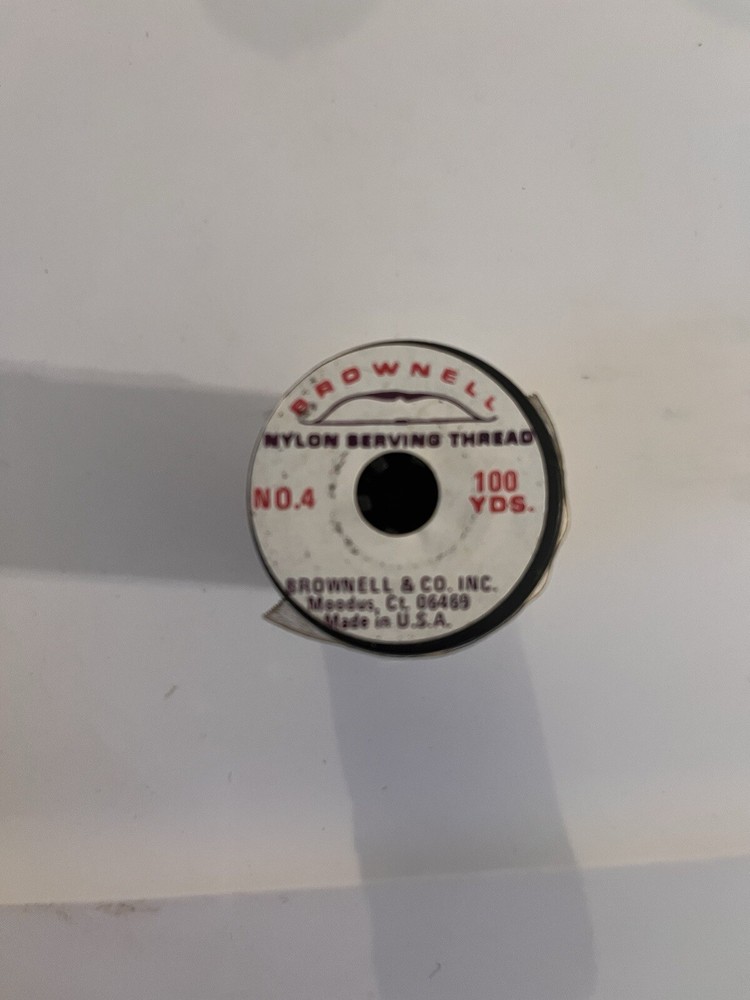 BROWNELL
NYLON SERVING THREAD
NO.4
100
YDS.
BROWNELL & CO. INC.
Moodus, Ct. 06469
Made in U.S.A.